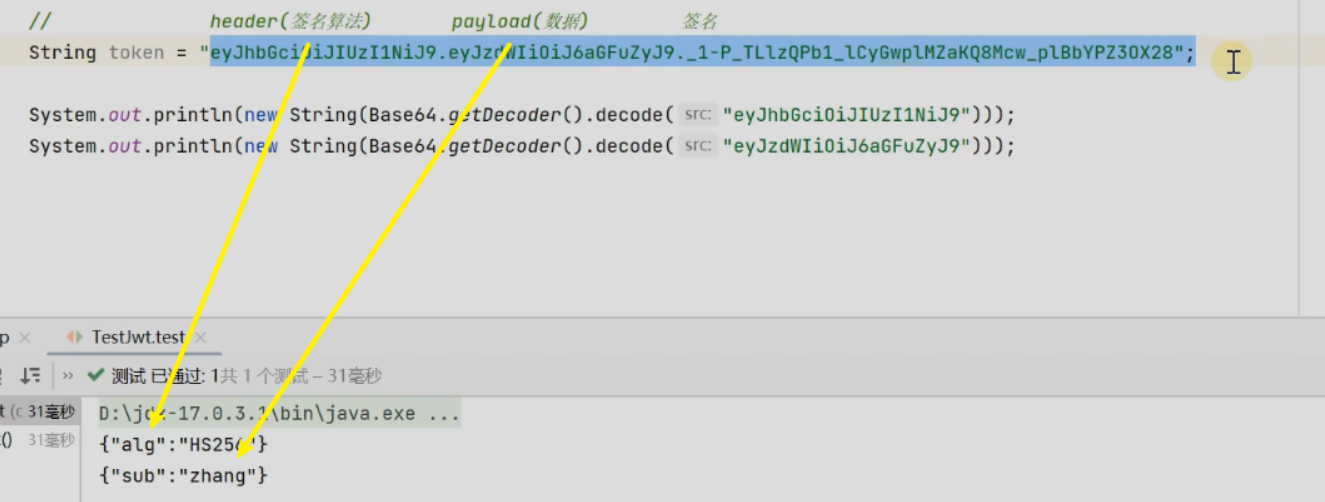 // header(签名算法) payload(数据) 签名
String token = "eyJhbGciOiJIUzI1NiJ9.eyJzdWIiOiJ6aGFuZyJ9._1-P_TLlzQPb1_lCyGwplMZaKQ8Mcw_plBbYPZ3OX28";
System.out.println(new String(Base64.getDecoder().decode( src: "eyJhbGciOiJIUzI1NiJ9")));
System.out.println(new String(Base64.getDecoder().decode( src: "eyJzdWIiOiJ6aGFuZyJ9")));
p × TestJwt.test ×
» 测试 已通过: 1共 1 个测试 – 31毫秒
t (c 31毫秒 D:\jdk-17.0.3.1\bin\java.exe ...
() 31毫秒 {"alg":"HS256"}
{"sub":"zhang"}